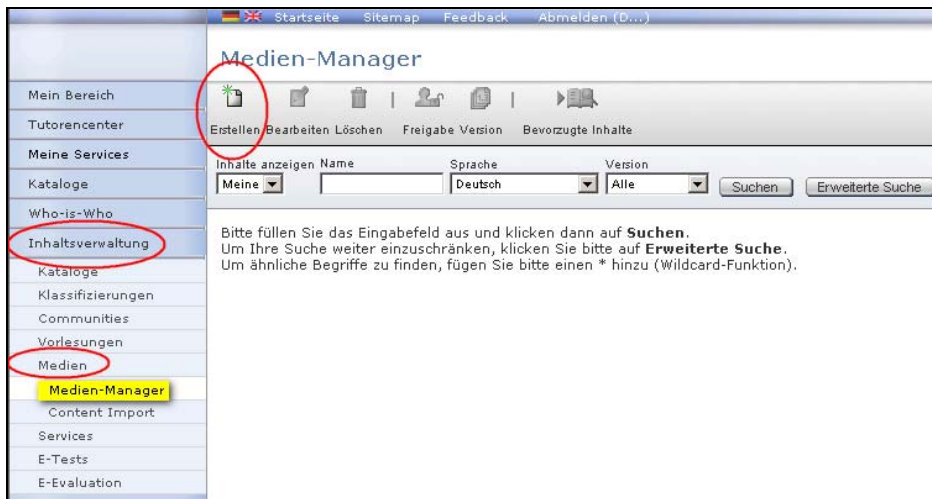 Startseite Sitemap Feedback Abmelden (D...)
Medien-Manager
Erstellen Bearbeiten Löschen Freigabe Version Bevorzugte Inhalte
Inhalte anzeigen Name Sprache Version
Meine Deutsch Alle Suchen Erweiterte Suche
Bitte füllen Sie das Eingabefeld aus und klicken dann auf Suchen.
Um Ihre Suche weiter einzuschränken, klicken Sie bitte auf Erweiterte Suche.
Um ähnliche Begriffe zu finden, fügen Sie bitte einen * hinzu (Wildcard-Funktion).
Mein Bereich
Tutorencenter
Meine Services
Kataloge
Who-is-Who
Inhaltsverwaltung
Kataloge
Klassifizierungen
Communities
Vorlesungen
Medien
Medien-Manager
Content Import
Services
E-Tests
E-Evaluation